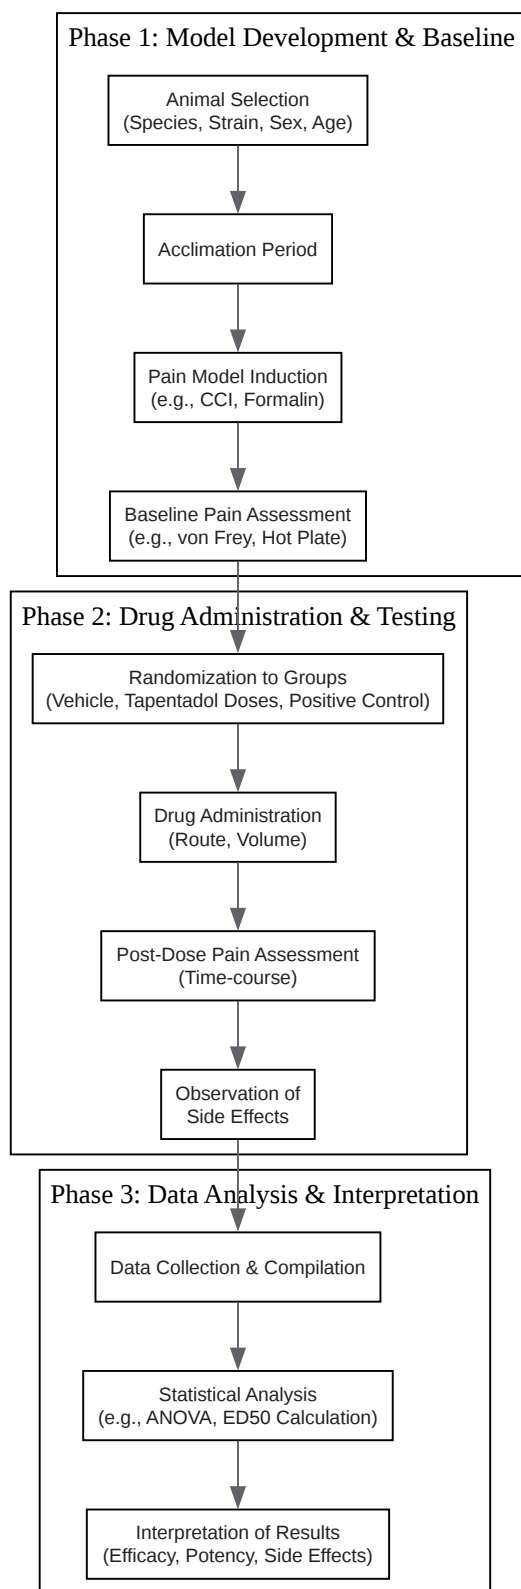 Phase 1: Model Development & Baseline
Animal Selection
(Species, Strain, Sex, Age)
Acclimation Period
Pain Model Induction
(e.g., CCI, Formalin)
Baseline Pain Assessment
(e.g., von Frey, Hot Plate)
Phase 2: Drug Administration & Testing
Randomization to Groups
(Vehicle, Tapentadol Doses, Positive Control)
Drug Administration
(Route, Volume)
Post-Dose Pain Assessment
(Time-course)
Observation of
Side Effects
Phase 3: Data Analysis & Interpretation
Data Collection & Compilation
Statistical Analysis
(e.g., ANOVA, ED50 Calculation)
Interpretation of Results
(Efficacy, Potency, Side Effects)